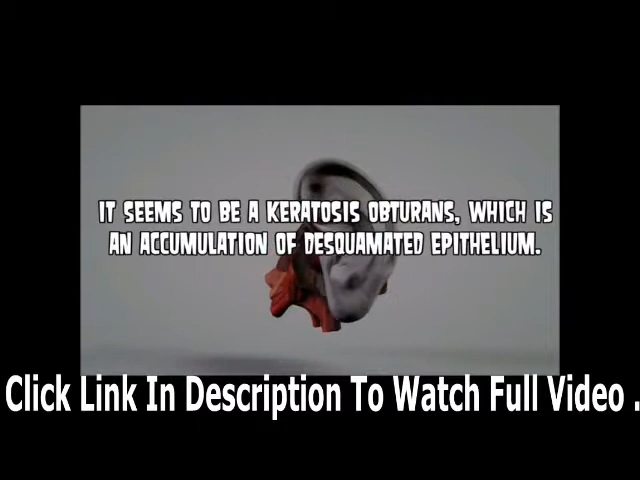 IT SEEMS TO BE A KERATOSIS OBTURANS, WHICH IS
AN ACCUMULATION OF DESQUAMATED EPITHELIUM.
Click Link In Description To Watch Full Video .